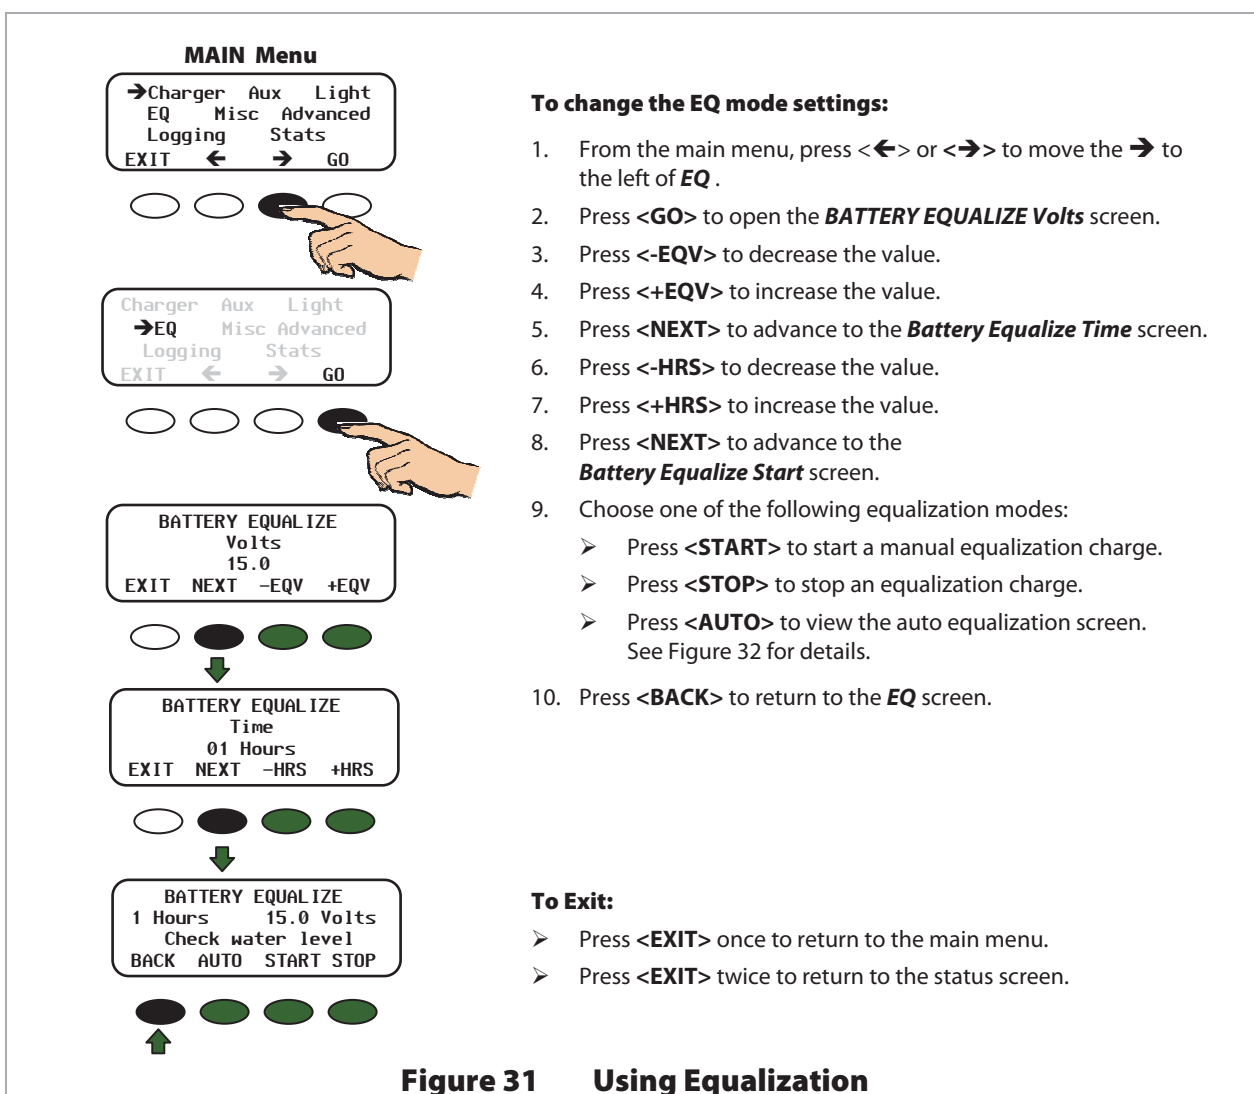 MAIN Menu
➔Charger Aux Light
EQ Misc Advanced
Logging Stats
EXIT ← → GO
Charger Aux Light
➔EQ Misc Advanced
Logging Stats
EXIT ← → GO
BATTERY EQUALIZE
Volts
15.0
EXIT NEXT -EQV +EQV
BATTERY EQUALIZE
Time
01 Hours
EXIT NEXT -HRS +HRS
BATTERY EQUALIZE
1 Hours 15.0 Volts
Check water level
BACK AUTO START STOP
To change the EQ mode settings:
1. From the main menu, press <←> or <➔> to move the ➔ to
the left of EQ .
2. Press <GO> to open the BATTERY EQUALIZE Volts screen.
3. Press <-EQV> to decrease the value.
4. Press <+EQV> to increase the value.
5. Press <NEXT> to advance to the Battery Equalize Time screen.
6. Press <-HRS> to decrease the value.
7. Press <+HRS> to increase the value.
8. Press <NEXT> to advance to the
Battery Equalize Start screen.
9. Choose one of the following equalization modes:
➢ Press <START> to start a manual equalization charge.
➢ Press <STOP> to stop an equalization charge.
➢ Press <AUTO> to view the auto equalization screen.
See Figure 32 for details.
10. Press <BACK> to return to the EQ screen.
To Exit:
➢ Press <EXIT> once to return to the main menu.
➢ Press <EXIT> twice to return to the status screen.
Figure 31 Using Equalization